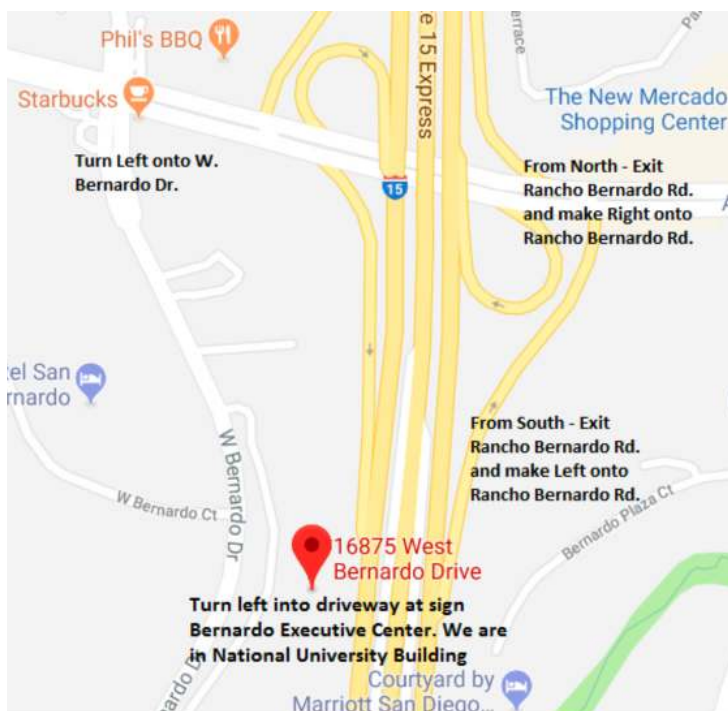 Phil's BBQ
Starbucks
Turn Left onto W.
Bernardo Dr.
15 Express
15
The New Mercado
Shopping Center
From North - Exit
Rancho Bernardo Rd.
and make Right onto
Rancho Bernardo Rd.
W Bernardo Dr
W Bernardo Ct
From South - Exit
Rancho Bernardo Rd.
and make Left onto
Rancho Bernardo Rd.
Bernardo Plaza Ct
16875 West
Bernardo Drive
Turn left into driveway at sign
Bernardo Executive Center. We are
in National University Building
Courtyard by
Marriott San Diego...